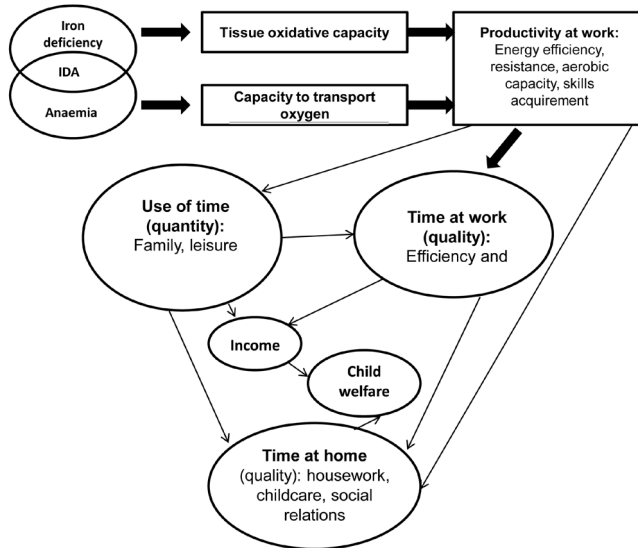 Iron
deficiency
IDA
Anaemia
Tissue oxidative capacity
Capacity to transport
oxygen
Productivity at work:
Energy efficiency,
resistance, aerobic
capacity, skills
acquirement
Use of time
(quantity):
Family, leisure
Time at work
(quality):
Efficiency and
Income
Child
welfare
Time at home
(quality): housework,
childcare, social
relations